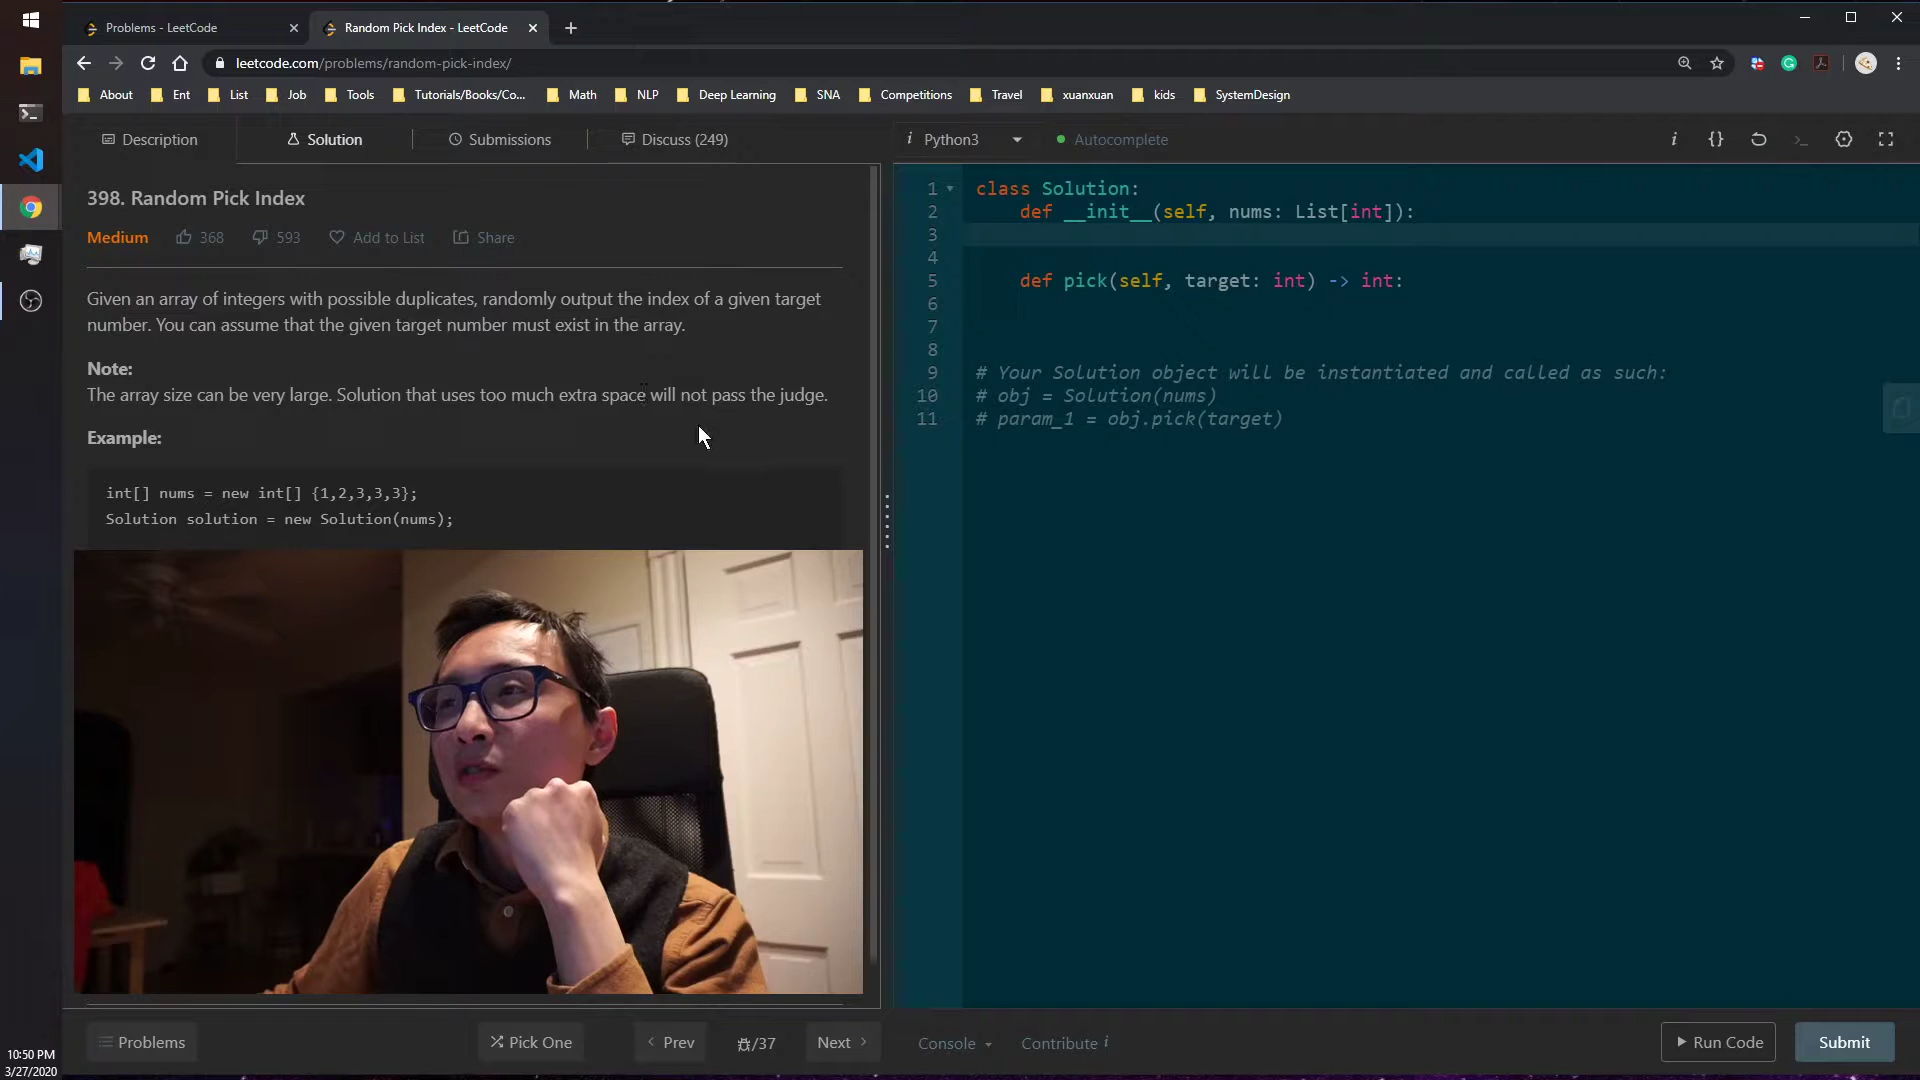 Problems - LeetCode
Random Pick Index - LeetCode
leetcode.com/problems/random-pick-index/
About Ent List Job Tools Tutorials/Books/Co... Math NLP Deep Learning SNA Competitions Travel xuanxuan kids SystemDesign
Description Solution Submissions Discuss (249)
i Python3 Autocomplete i {}
398. Random Pick Index
Medium 368 593 Add to List Share
Given an array of integers with possible duplicates, randomly output the index of a given target
number. You can assume that the given target number must exist in the array.
Note:
The array size can be very large. Solution that uses too much extra space will not pass the judge.
Example:
int[] nums = new int[] {1,2,3,3,3};
Solution solution = new Solution(nums);
1 class Solution:
2 def __init__(self, nums: List[int]):
3
4
5 def pick(self, target: int) -> int:
6
7
8
9 # Your Solution object will be instantiated and called as such:
10 # obj = Solution(nums)
11 # param_1 = obj.pick(target)
Problems Pick One Prev /37 Next Console Contribute i Run Code Submit
10:50 PM
3/27/2020